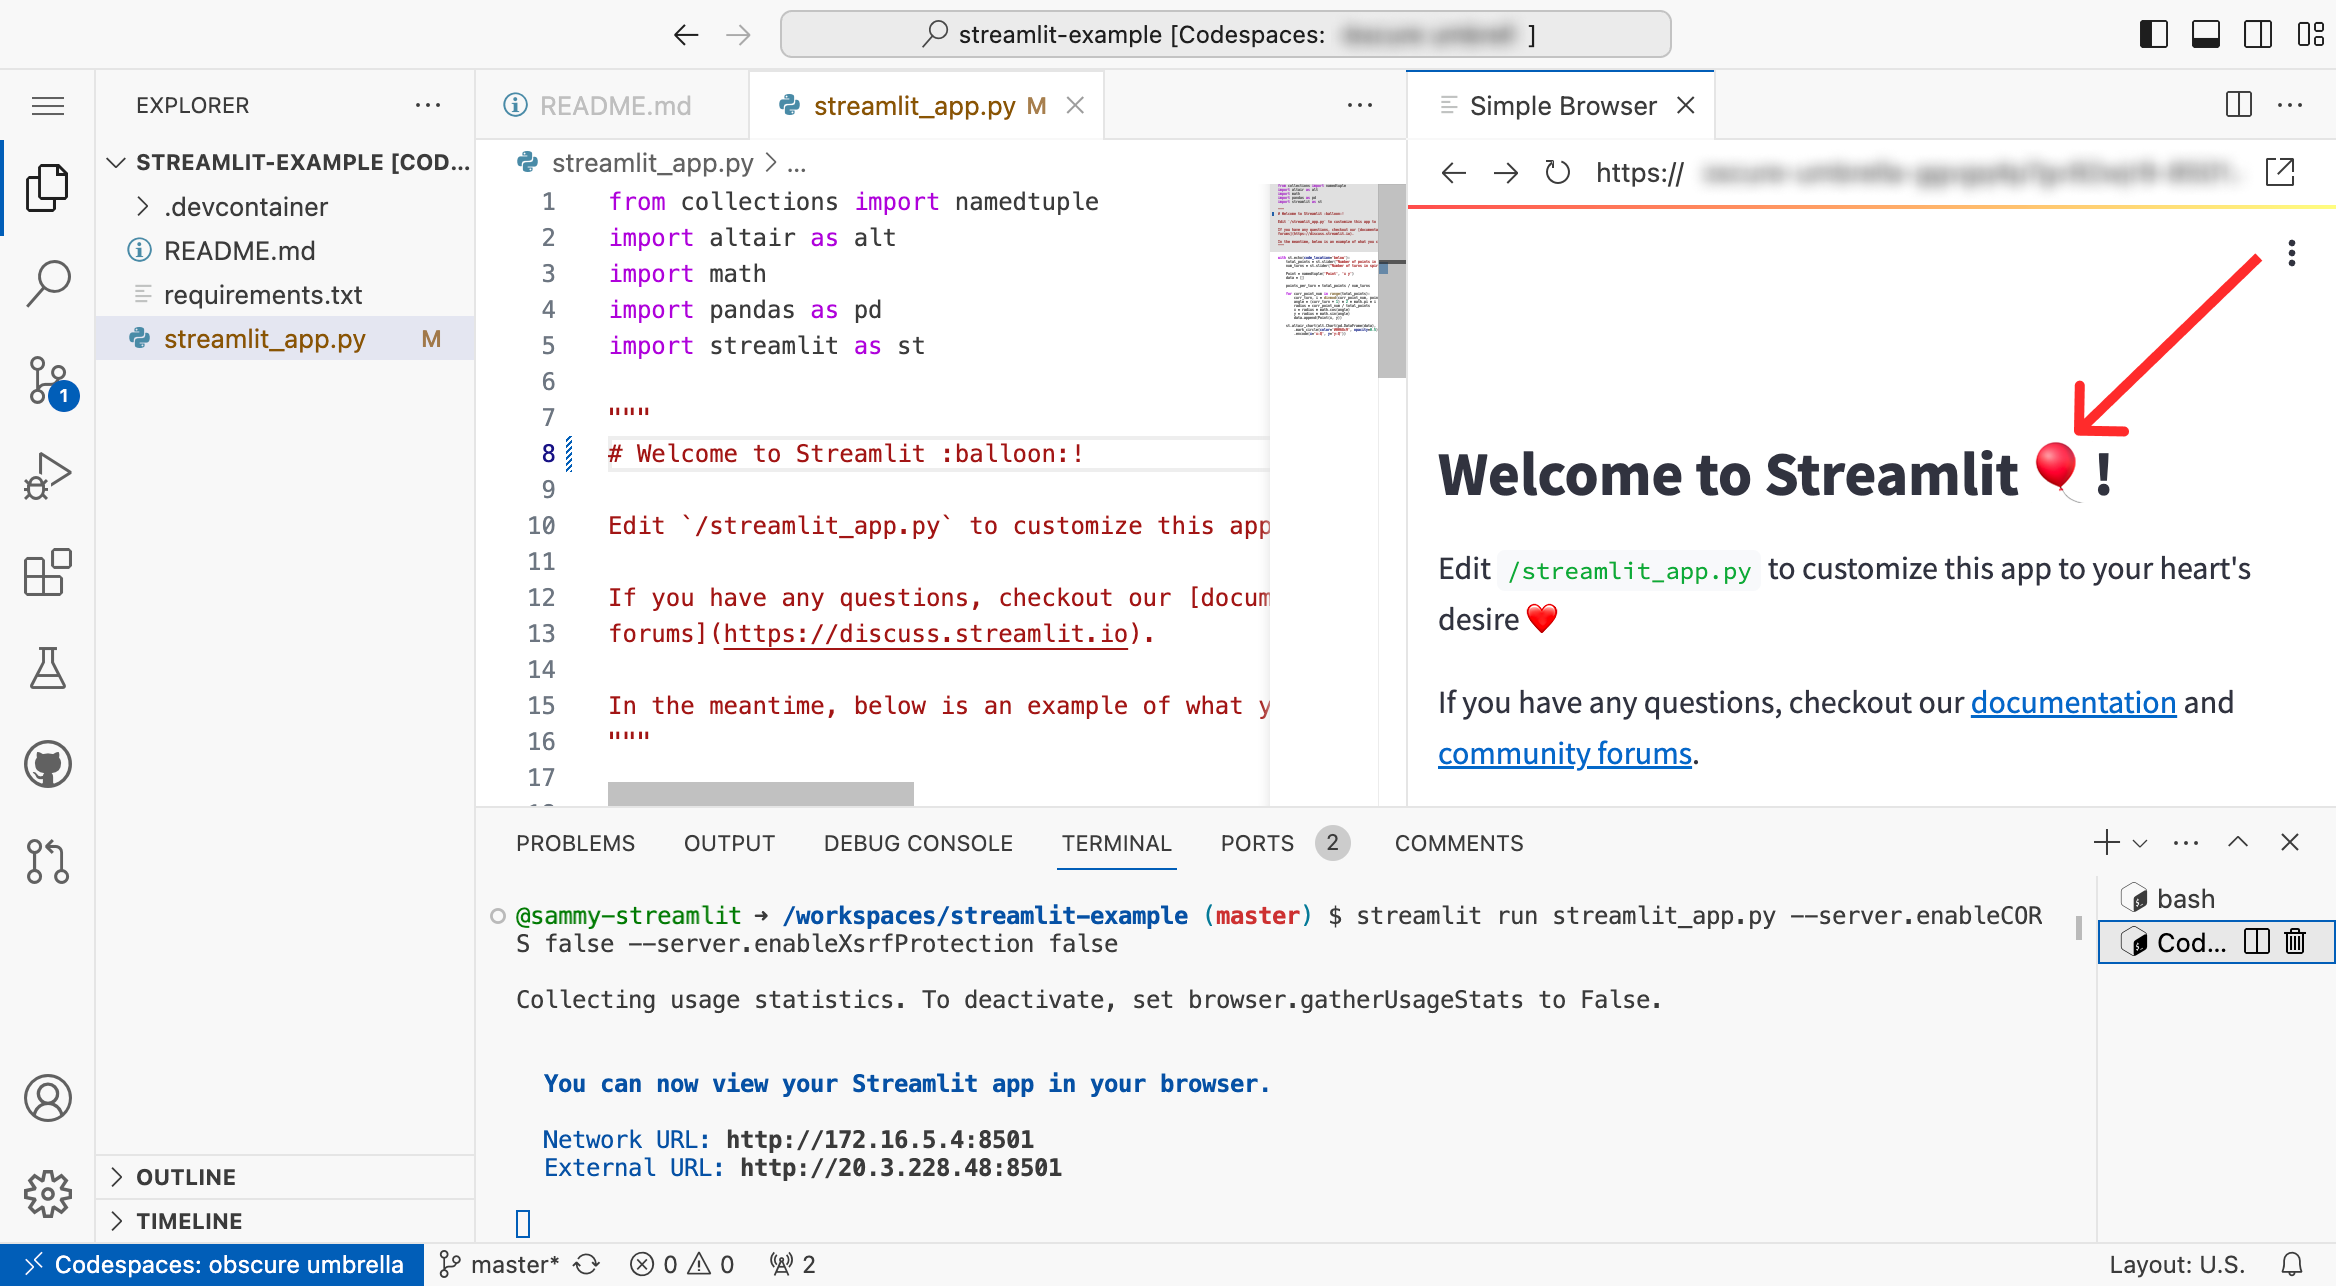 streamlit-example [Codespaces: ]
EXPLORER
STREAMLIT-EXAMPLE [COD...
.devcontainer
README.md
requirements.txt
streamlit_app.py M
OUTLINE
TIMELINE
1
README.md
streamlit_app.py M
streamlit_app.py > ...
1 from collections import namedtuple
2 import altair as alt
3 import math
4 import pandas as pd
5 import streamlit as st
6
7 """
8 # Welcome to Streamlit :balloon:!
9
10 Edit `/streamlit_app.py` to customize this app
11
12 If you have any questions, checkout our [docum
13 forums](https://discuss.streamlit.io).
14
15 In the meantime, below is an example of what y
16 """
17
Simple Browser
https://
Welcome to Streamlit 🎈!
Edit /streamlit_app.py to customize this app to your heart's
desire ❤️
If you have any questions, checkout our documentation and
community forums.
PROBLEMS OUTPUT DEBUG CONSOLE TERMINAL PORTS 2 COMMENTS
@sammy-streamlit ➜ /workspaces/streamlit-example (master) $ streamlit run streamlit_app.py --server.enableCOR
S false --server.enableXsrfProtection false
Collecting usage statistics. To deactivate, set browser.gatherUsageStats to False.
You can now view your Streamlit app in your browser.
Network URL: http://172.16.5.4:8501
External URL: http://20.3.228.48:8501
bash
Cod...
Codespaces: obscure umbrella master* 0 0 2 Layout: U.S.